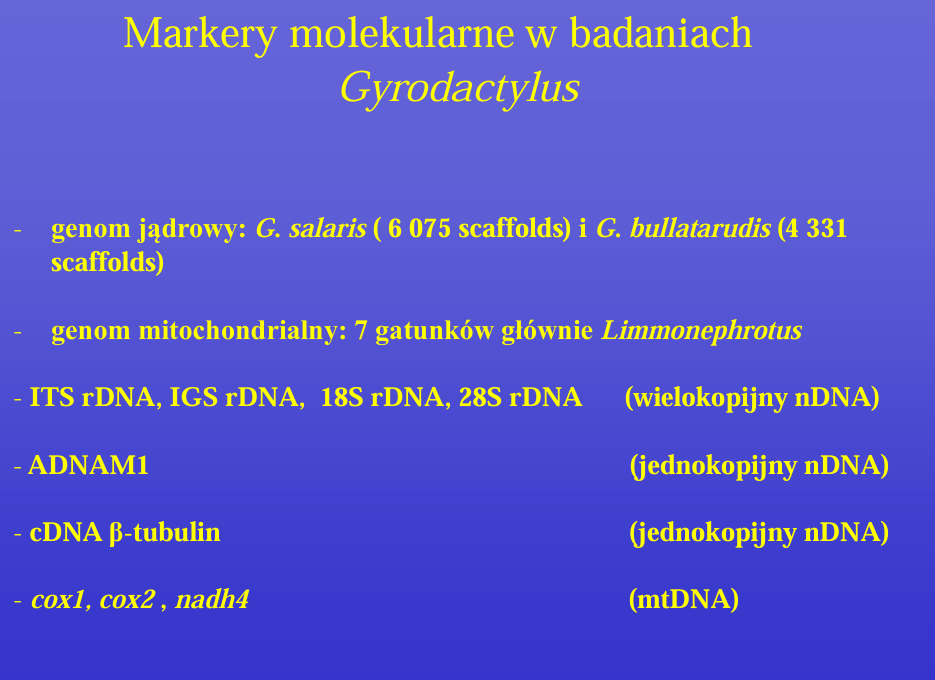 Markery molekularne w badaniach
Gyrodactylus
- genom jądrowy: G. salaris ( 6 075 scaffolds) i G. bullatarudis (4 331
scaffolds)
- genom mitochondrialny: 7 gatunków głównie Limmonephrotus
- ITS rDNA, IGS rDNA, 18S rDNA, 28S rDNA (wielokopijny nDNA)
- ADNAM1 (jednokopijny nDNA)
- cDNA β-tubulin (jednokopijny nDNA)
- cox1, cox2 , nadh4 (mtDNA)